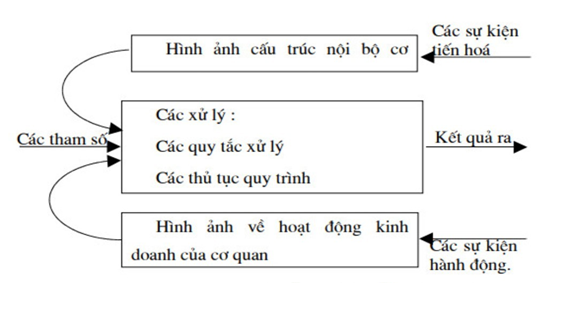 Các sự kiện
tiến hoá
Hình ảnh cấu trúc nội bộ cơ
Các xử lý :
Các tham số
Các quy tắc xử lý
Kết quả ra
Các thủ tục quy trình
Hình ảnh về hoạt động kinh
doanh của cơ quan
Các sự kiện
hành động.